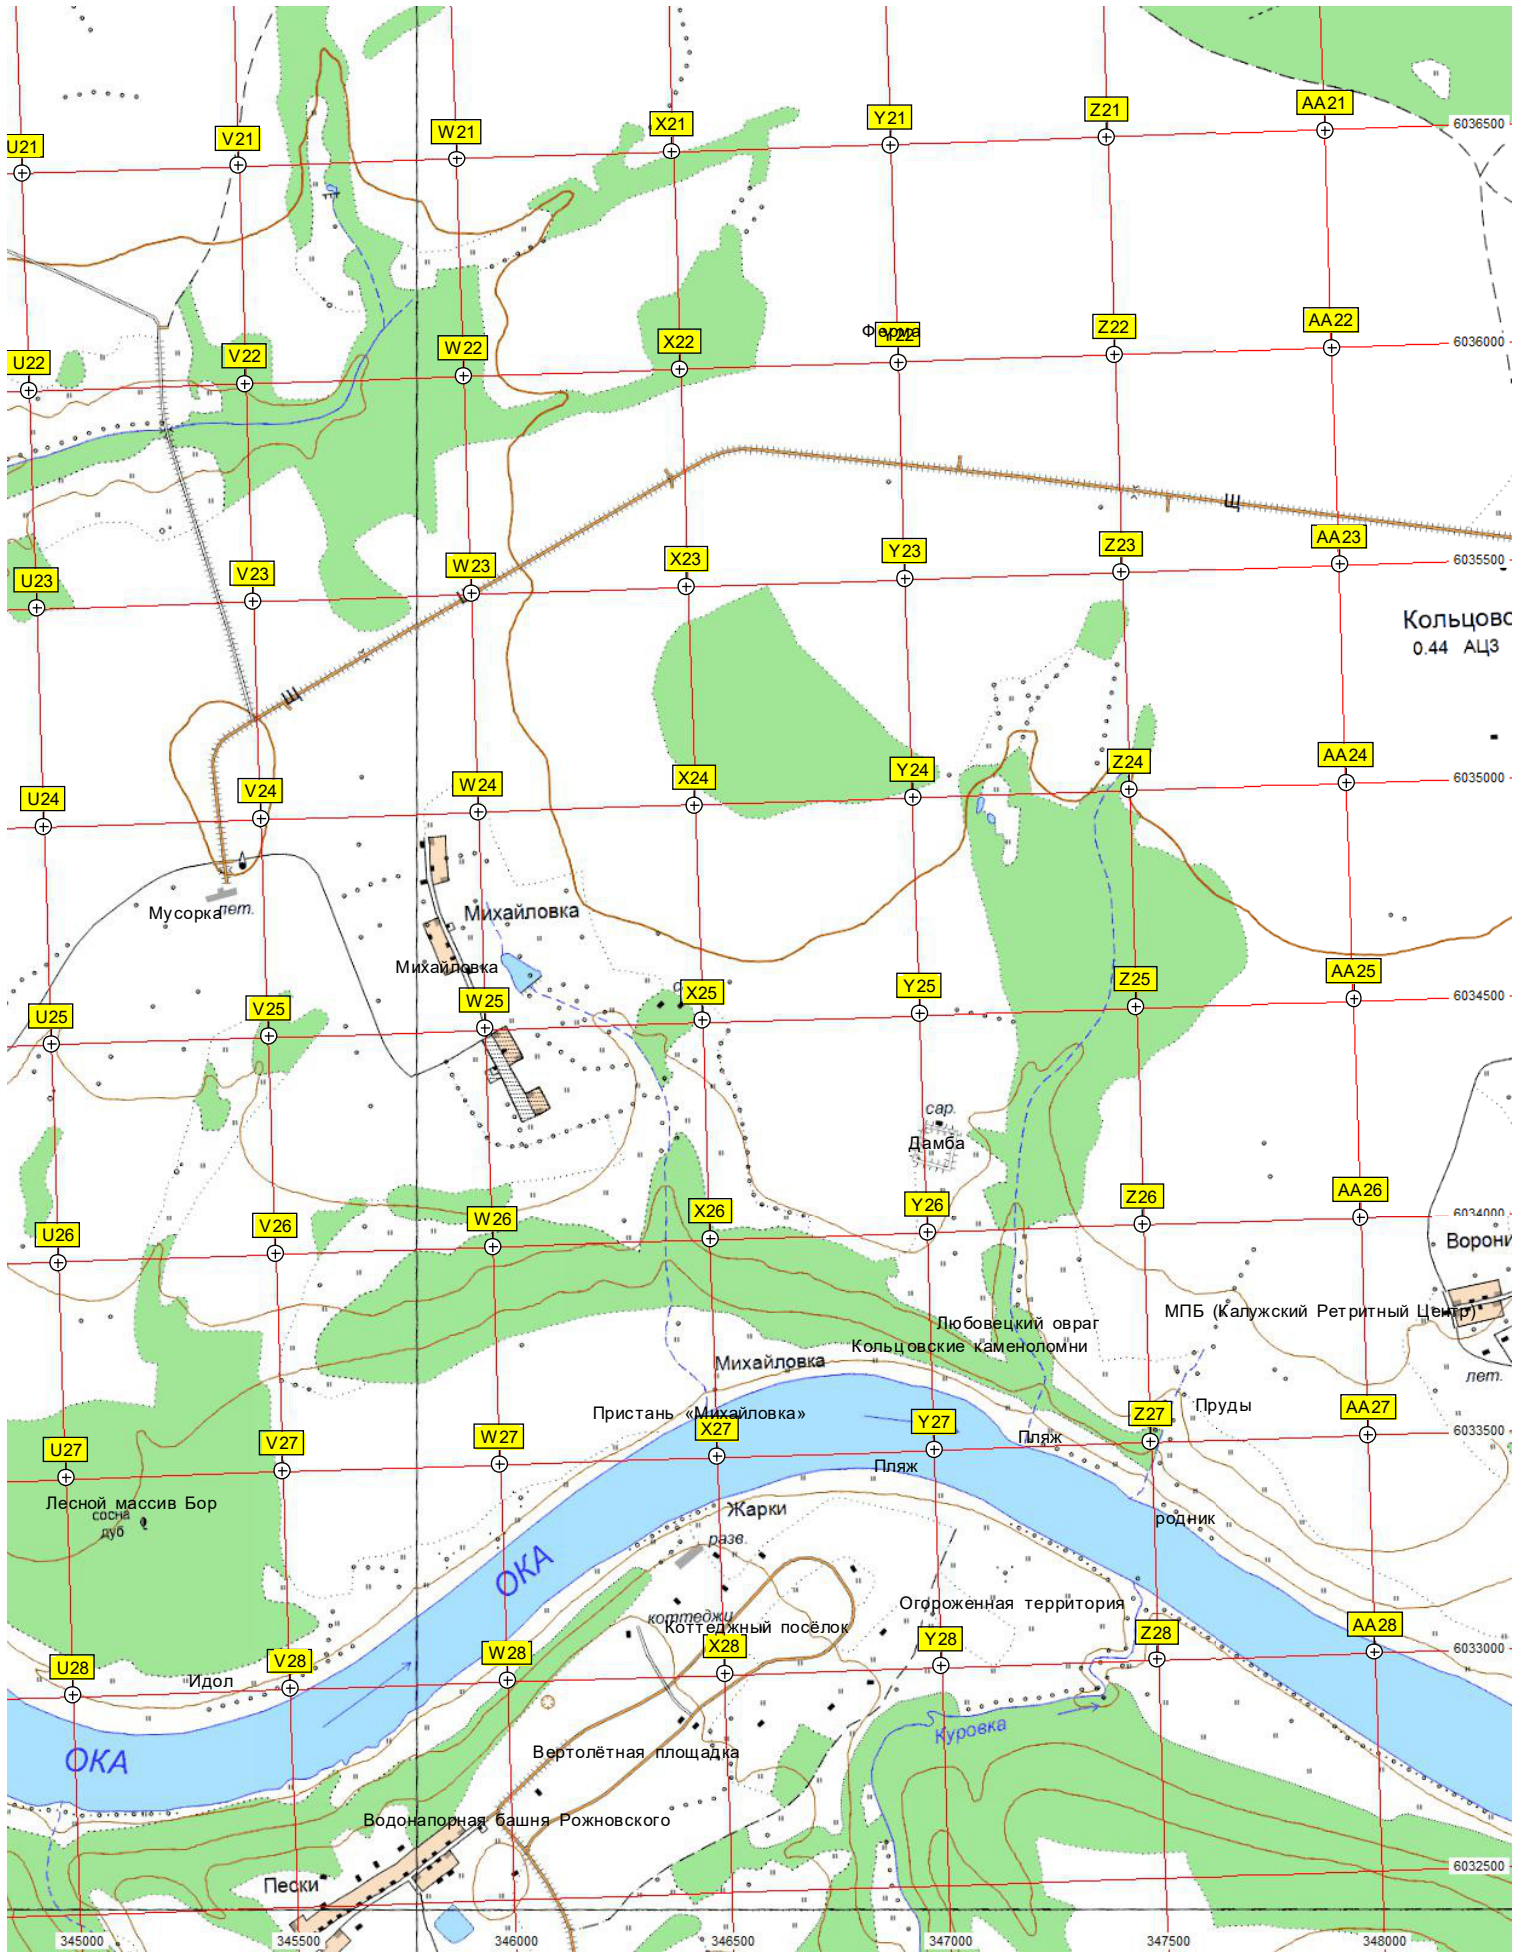 AA21
Z21
6036500
Y21
X21
W21
V21
U21
AA22
Z22
Ферма
Y22
6036000
X22
W22
V22
U22
Щ
AA23
Z23
Y23
6035500
X23
W23
V23
U23
Кольцово
0.44 АЦЗ
Щ
AA24
Z24
Y24
6035000
X24
W24
V24
U24
Мусорка
лет.
Михайловка
Михайловка
AA25
Z25
Y25
X25
6034500
W25
V25
U25
сар.
Дамба
AA26
Z26
Y26
6034000
X26
W26
V26
U26
Ворони
МПБ (Калужский Ретритный Центр)
Любовецкий овраг
Кольцовские каменоломни
Михайловка
лет.
Пруды
AA27
Z27
Пристань «Михайловка»
Y27
X27
6033500
W27
V27
U27
Пляж
Пляж
Лесной массив Бор
сосна
дуб
Жарки
родник
разв.
ОКА
Огороженная территория
коттеджи
Коттеджный посёлок
AA28
Z28
Y28
X28
6033000
W28
V28
U28
Идол
Куровка
ОКА
Вертолётная площадка
Водонапорная башня Рожновского
6032500
Пески
345000
345500
346000
346500
347000
347500
348000